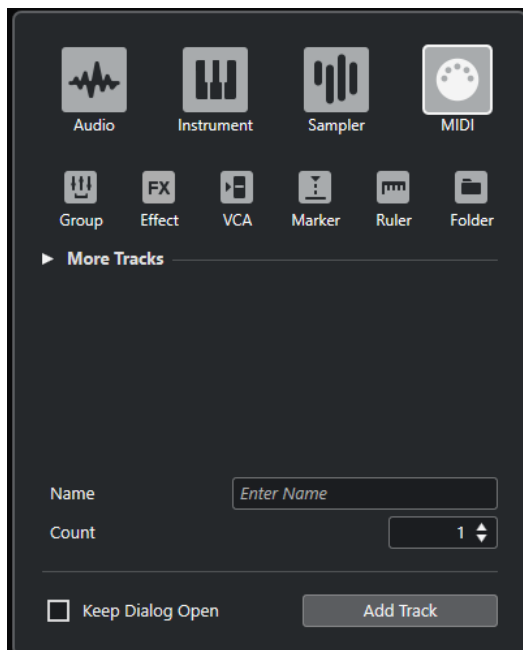 Audio Instrument Sampler MIDI
FX
Group Effect VCA Marker Ruler Folder
More Tracks
Name Enter Name
Count 1
Keep Dialog Open Add Track